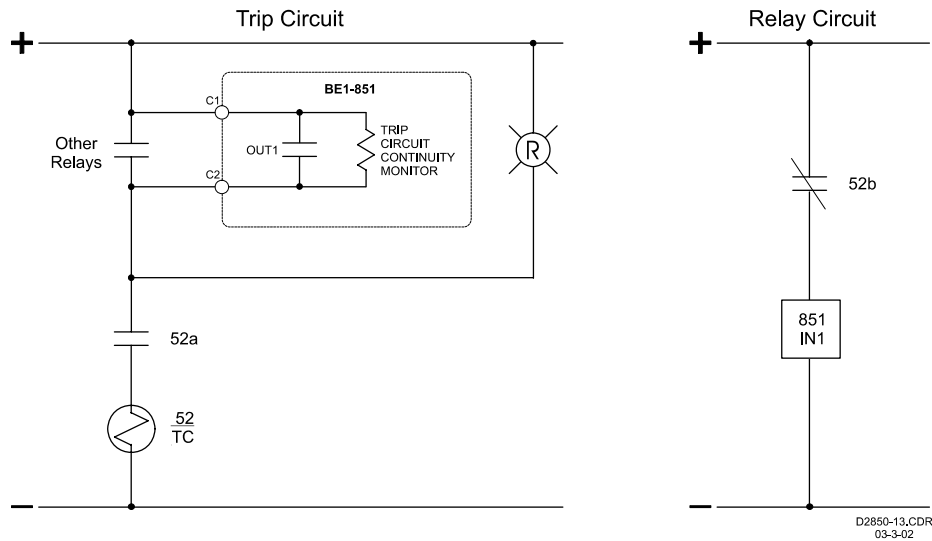 Trip Circuit
Relay Circuit
+
+
BE1-851
C1
Other
Relays
OUT1
TRIP
CIRCUIT
CONTINUITY
MONITOR
C2
R
52b
52a
851
IN1
52
TC
−
−
D2850-13.CDR
03-3-02